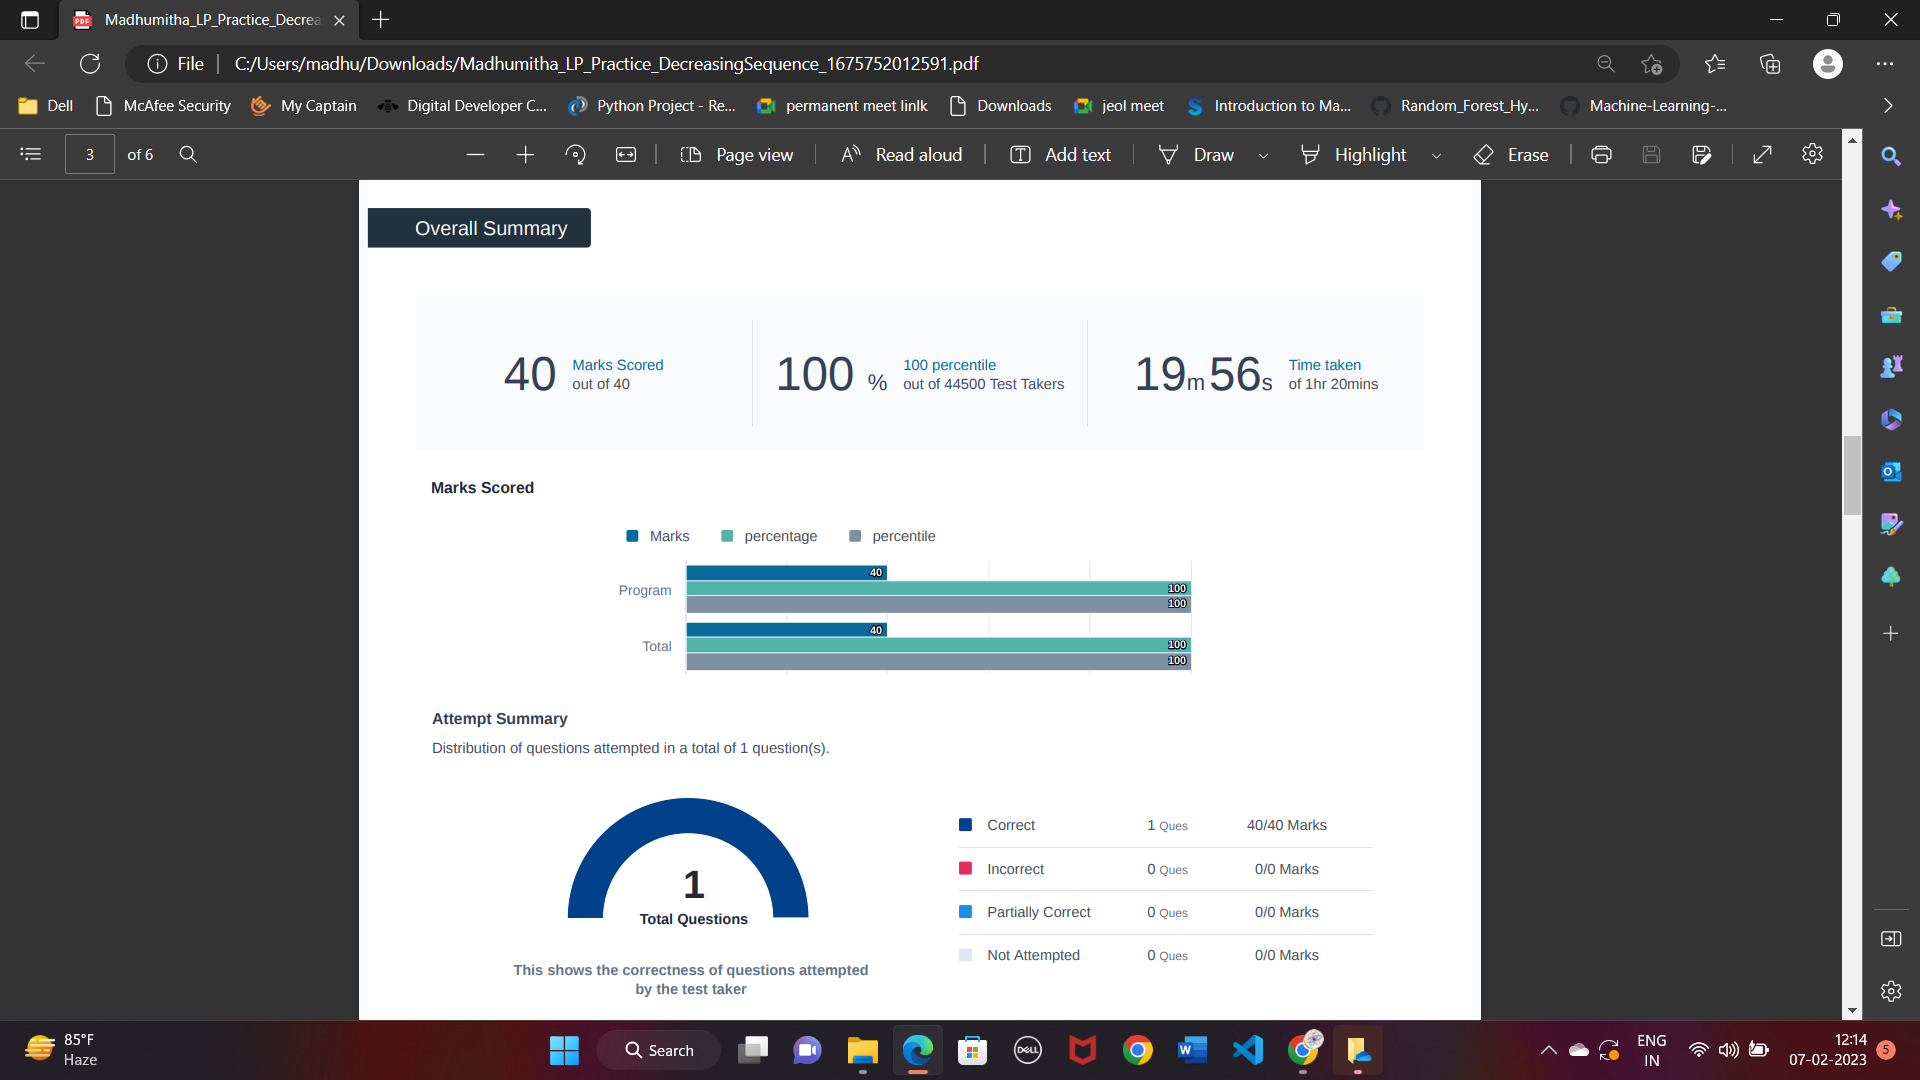 Madhumitha_LP_Practice_Decrea
File
C:/Users/madhu/Downloads/Madhumitha_LP_Practice_DecreasingSequence_1675752012591.pdf
Dell
McAfee Security
My Captain
Digital Developer C...
Python Project - Re...
permanent meet linlk
Downloads
jeol meet
Introduction to Ma...
Random_Forest_Hy...
Machine-Learning-...
3 of 6
Page view
Read aloud
Add text
Draw
Highlight
Erase
Overall Summary
40 Marks Scored
out of 40
100 % 100 percentile
out of 44500 Test Takers
19m56s Time taken
of 1hr 20mins
Marks Scored
Marks percentage percentile
Program 40
100
100
Total 40
100
100
Attempt Summary
Distribution of questions attempted in a total of 1 question(s).
1
Total Questions
This shows the correctness of questions attempted
by the test taker
Correct 1 Ques 40/40 Marks
Incorrect 0 Ques 0/0 Marks
Partially Correct 0 Ques 0/0 Marks
Not Attempted 0 Ques 0/0 Marks
85°F
Haze
Search
DELL
ENG
IN
12:14
07-02-2023
5